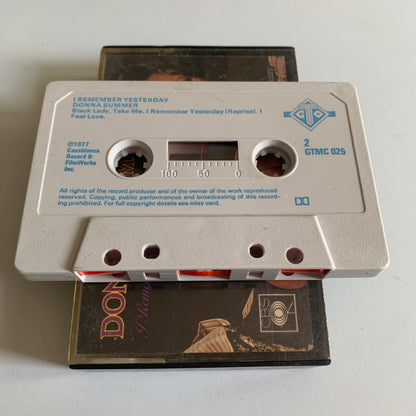 I REMEMBER YESTERDAY
DONNA SUMMER
Black Lady. Take Me. I Remember Yesterday (Reprise). I
Feel Love.
GTO
℗1977
Casablanca
Record &
FilmWorks
Inc.
2
GTMC 025
100 50 0
All rights of the record producer and of the owner of the work reproduced
reserved. Copying, public performances and broadcasting of this record-
ing prohibited. For full copyright details see inlay card.
DON
I Remem